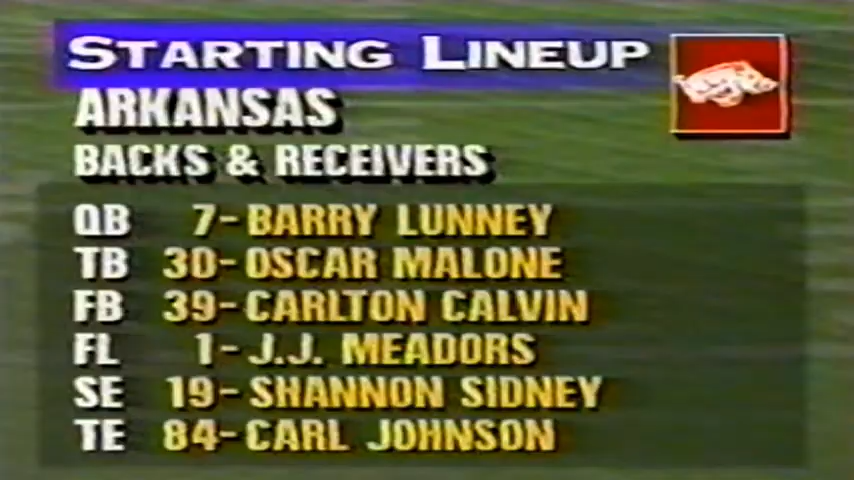 STARTING LINEUP
ARKANSAS
BACKS & RECEIVERS
QB 7-BARRY LUNNEY
TB 30-OSCAR MALONE
FB 39-CARLTON CALVIN
FL 1-J.J. MEADORS
SE 19-SHANNON SIDNEY
TE 84-CARL JOHNSON